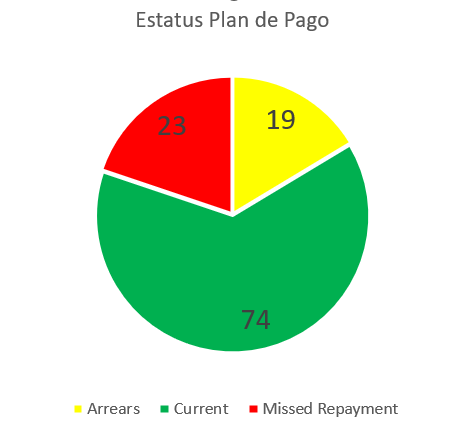 Estatus Plan de Pago
23
19
74
Arrears Current Missed Repayment